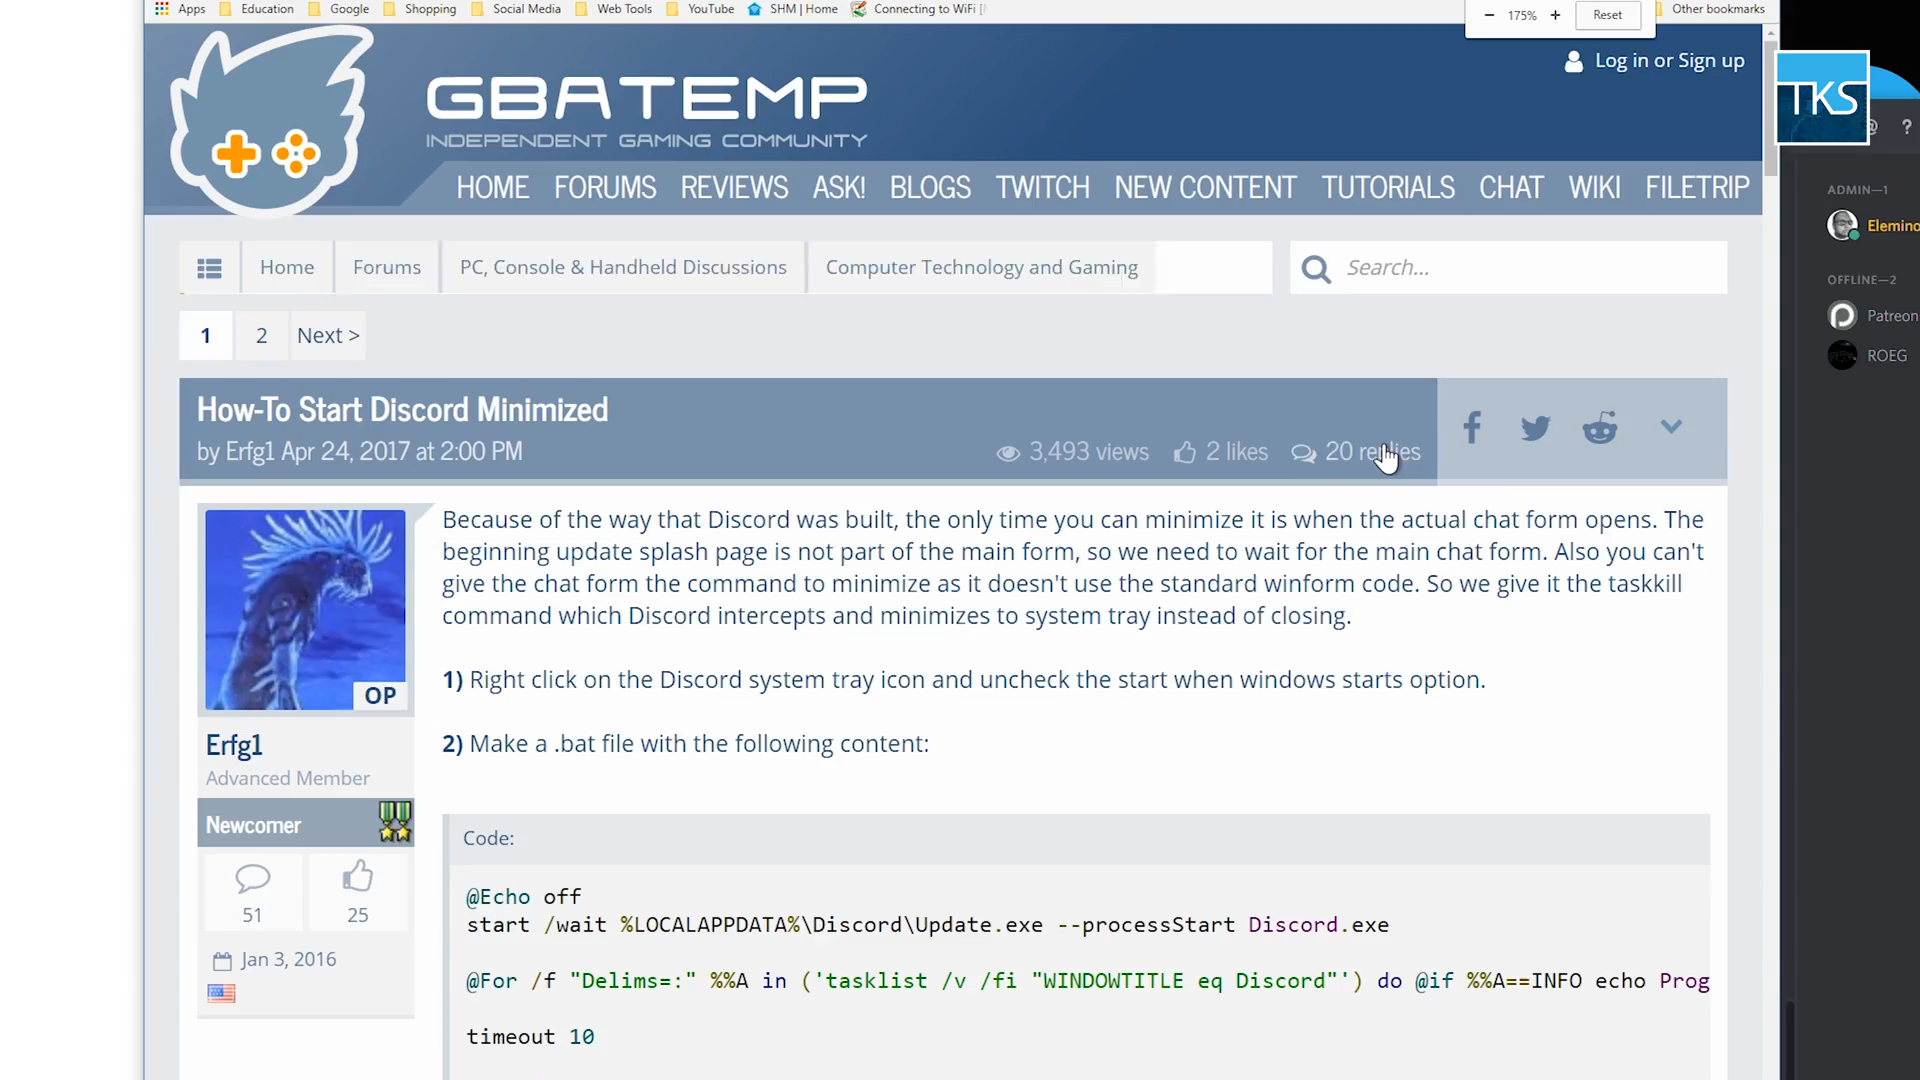 Apps Education Google Shopping Social Media Web Tools YouTube SHM | Home Connecting to WiFi [ Other bookmarks
− 175% + Reset
Log in or Sign up
TKS
GBATEMP
INDEPENDENT GAMING COMMUNITY
HOME FORUMS REVIEWS ASK! BLOGS TWITCH NEW CONTENT TUTORIALS CHAT WIKI FILETRIP
ADMIN—1
Elemino
OFFLINE—2
Patreon
ROEG
Home Forums PC, Console & Handheld Discussions Computer Technology and Gaming Search...
1 2 Next >
How-To Start Discord Minimized
by Erfg1 Apr 24, 2017 at 2:00 PM 3,493 views 2 likes 20 replies
Because of the way that Discord was built, the only time you can minimize it is when the actual chat form opens. The
beginning update splash page is not part of the main form, so we need to wait for the main chat form. Also you can't
give the chat form the command to minimize as it doesn't use the standard winform code. So we give it the taskkill
command which Discord intercepts and minimizes to system tray instead of closing.
1) Right click on the Discord system tray icon and uncheck the start when windows starts option.
2) Make a .bat file with the following content:
OP
Erfg1
Advanced Member
Newcomer
51 25
Jan 3, 2016
Code:
@Echo off
start /wait %LOCALAPPDATA%\Discord\Update.exe --processStart Discord.exe
@For /f "Delims=:" %%A in ('tasklist /v /fi "WINDOWTITLE eq Discord"') do @if %%A==INFO echo Prog
timeout 10